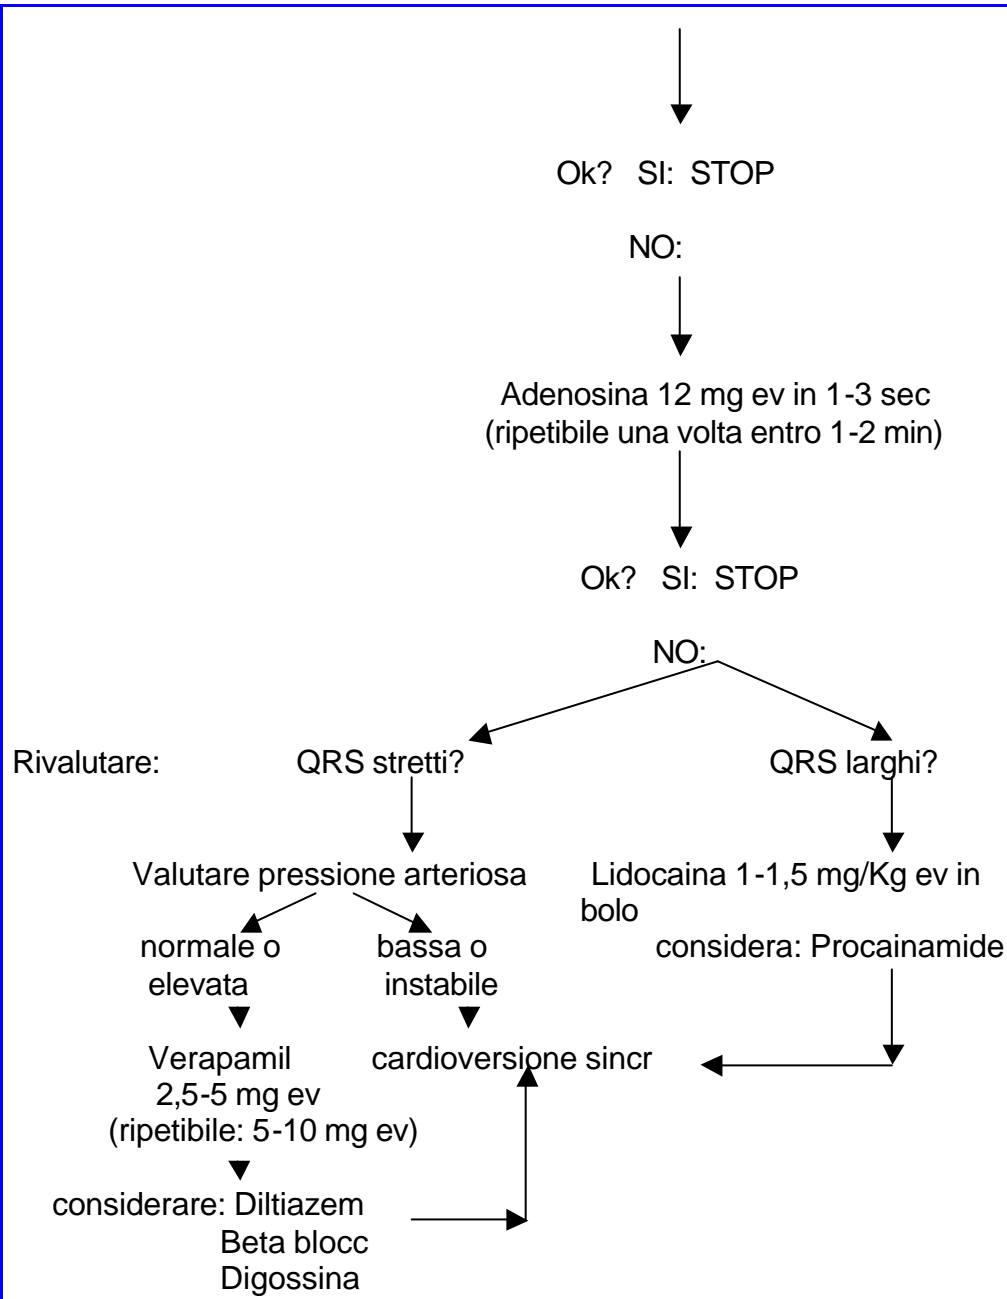 Ok? SI: STOP
NO:
Adenosina 12 mg ev in 1-3 sec
(ripetibile una volta entro 1-2 min)
Ok? SI: STOP
NO:
Rivalutare: QRS stretti? QRS larghi?
Valutare pressione arteriosa
Lidocaina 1-1,5 mg/Kg ev in
bolo
considera: Procainamide
normale o
elevata
bassa o
instabile
Verapamil
2,5-5 mg ev
(ripetibile: 5-10 mg ev)
cardioversione sincr
considerare: Diltiazem
Beta blocc
Digossina